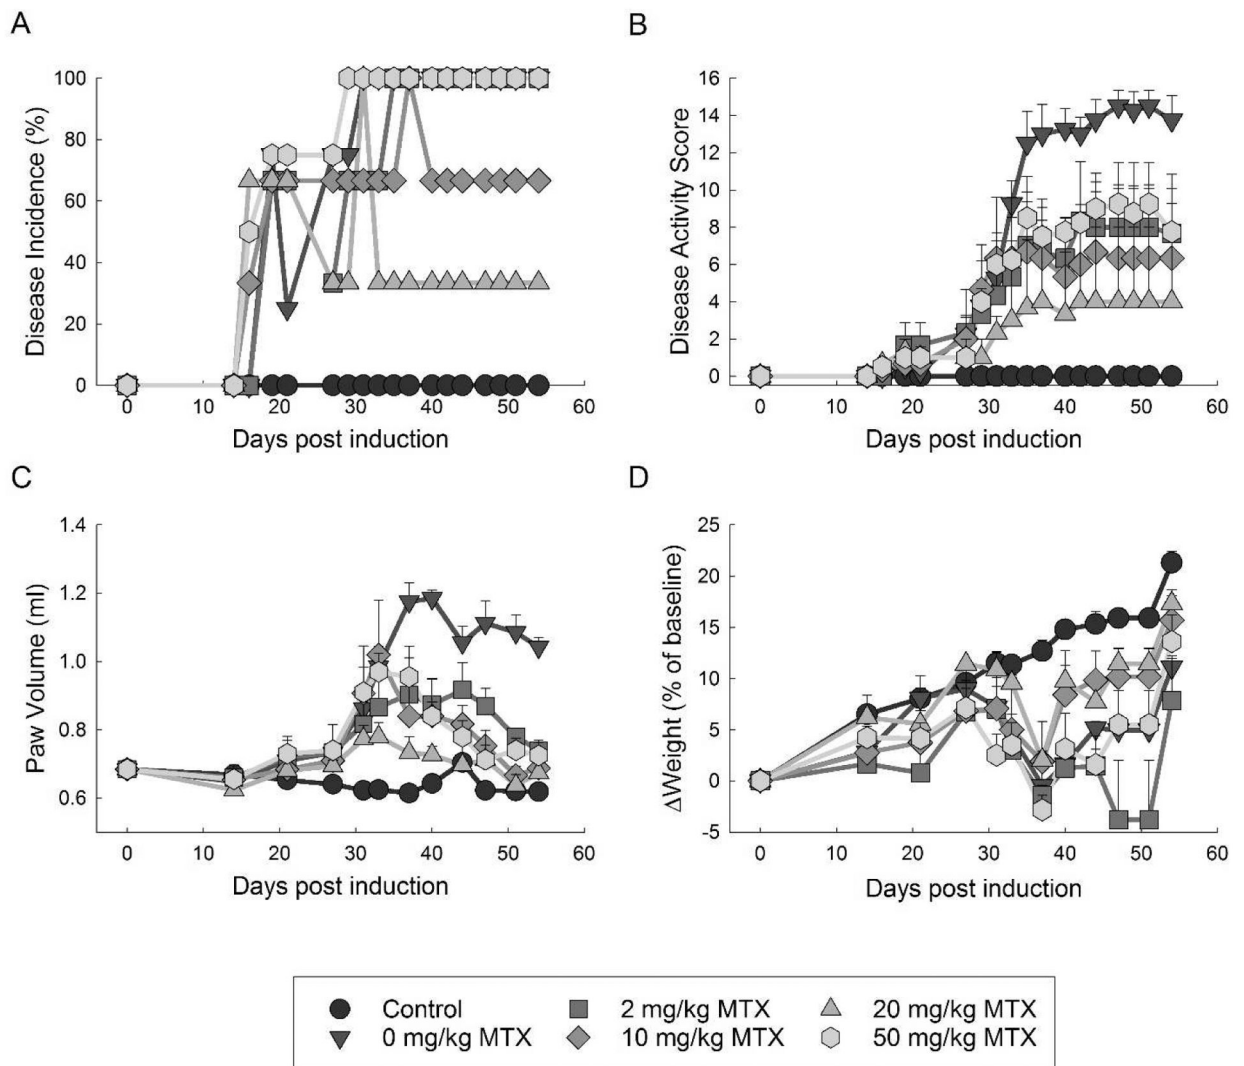 A
B
Disease Incidence (%)
100
80
60
40
20
0
0 10 20 30 40 50 60
Days post induction
Disease Activity Score
16
14
12
10
8
6
4
2
0
0 10 20 30 40 50 60
Days post induction
C
D
Paw Volume (ml)
1.4
1.2
1.0
0.8
0.6
0 10 20 30 40 50 60
Days post induction
ΔWeight (% of baseline)
25
20
15
10
5
0
-5
0 10 20 30 40 50 60
Days post induction
Control 2 mg/kg MTX 20 mg/kg MTX
0 mg/kg MTX 10 mg/kg MTX 50 mg/kg MTX